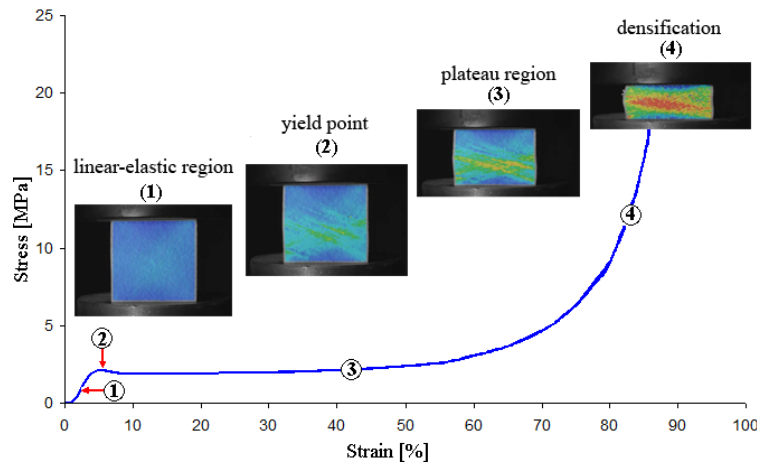 densification
(4)
plateau region
(3)
yield point
(2)
linear-elastic region
(1)
Stress [MPa]
25
20
15
10
5
0
4
2
3
1
0 10 20 30 40 50 60 70 80 90 100
Strain [%]